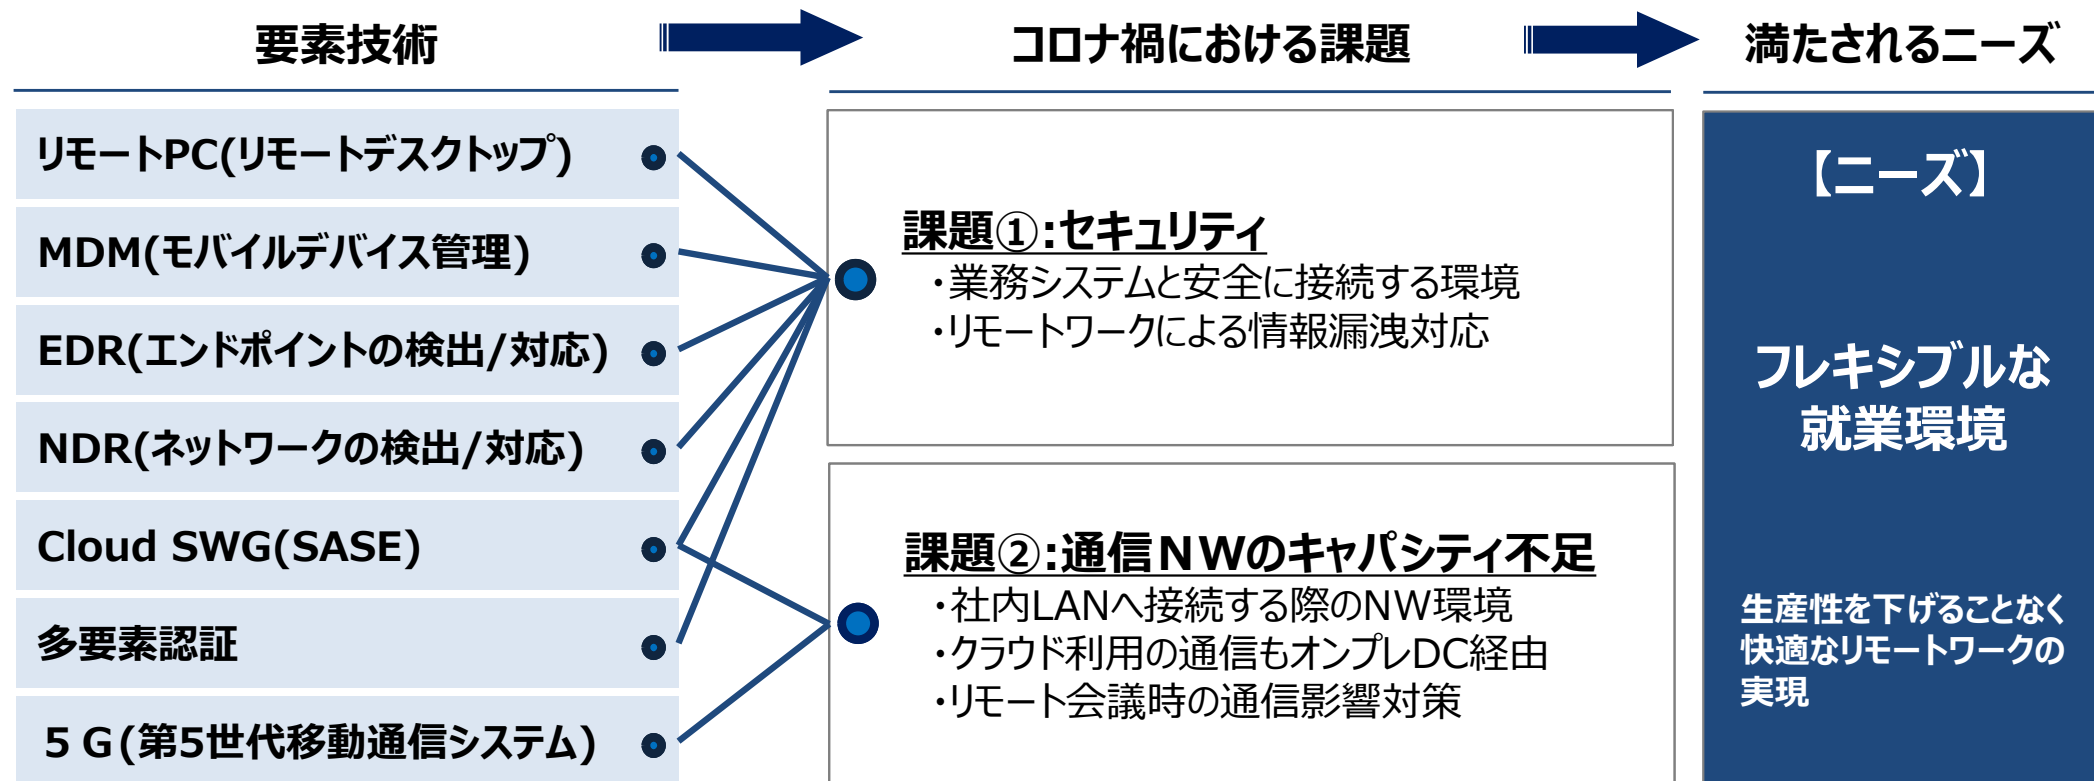 要素技術
コロナ禍における課題
満たされるニーズ
リモートPC(リモートデスクトップ)
MDM(モバイルデバイス管理)
EDR(エンドポイントの検出/対応)
NDR(ネットワークの検出/対応)
Cloud SWG(SASE)
多要素認証
５Ｇ(第5世代移動通信システム)
課題①:セキュリティ
・業務システムと安全に接続する環境
・リモートワークによる情報漏洩対応
課題②:通信ＮＷのキャパシティ不足
・社内LANへ接続する際のNW環境
・クラウド利用の通信もオンプレDC経由
・リモート会議時の通信影響対策
【ニーズ】
フレキシブルな
就業環境
生産性を下げることなく
快適なリモートワークの
実現